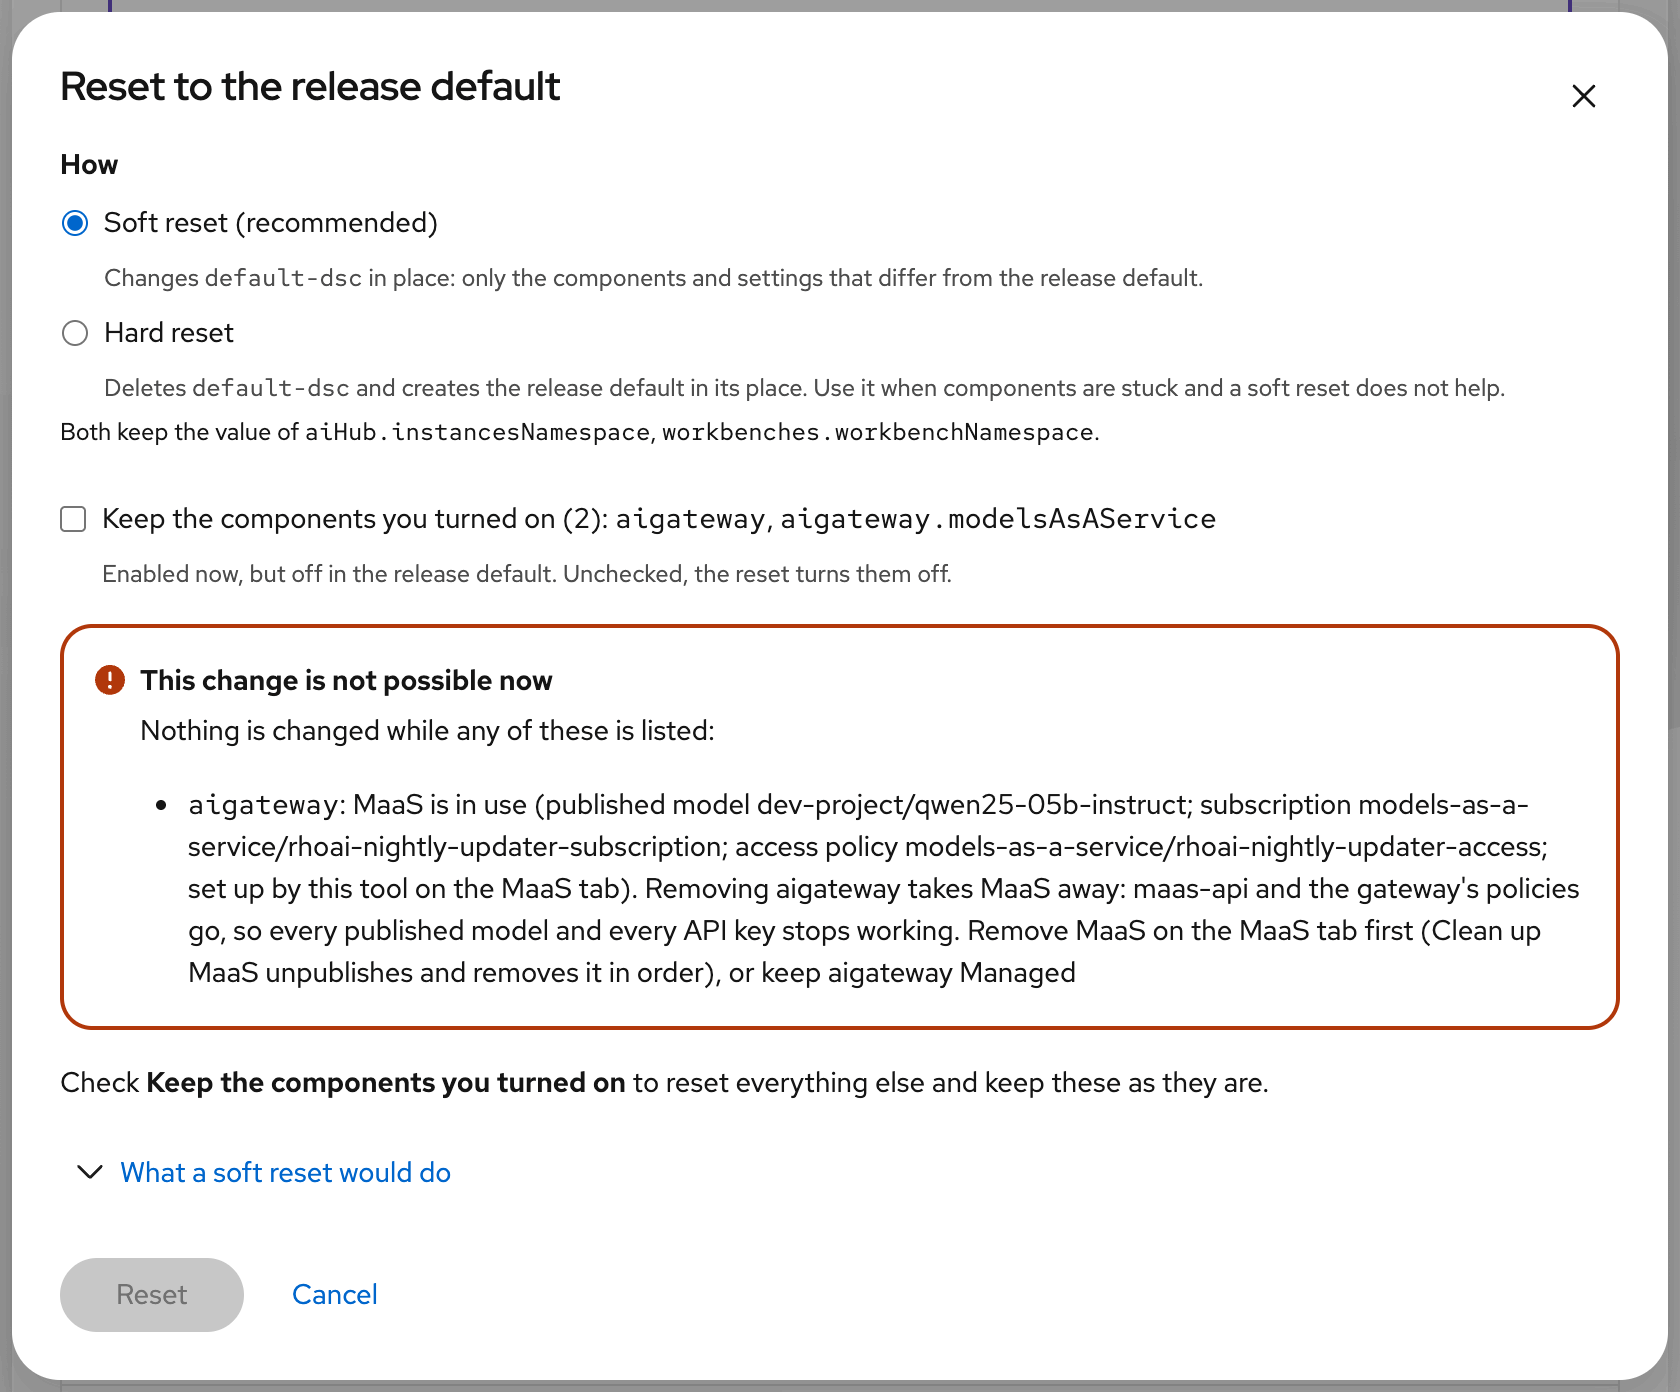 Reset to the release default
How
Soft reset (recommended)
Changes default-dsc in place: only the components and settings that differ from the release default.
Hard reset
Deletes default-dsc and creates the release default in its place. Use it when components are stuck and a soft reset does not help.
Both keep the value of aiHub.instancesNamespace, workbenches.workbenchNamespace.
Keep the components you turned on (2): aigateway, aigateway.modelsAsAService
Enabled now, but off in the release default. Unchecked, the reset turns them off.
This change is not possible now
Nothing is changed while any of these is listed:
• aigateway: MaaS is in use (published model dev-project/qwen25-05b-instruct; subscription models-as-a-
service/rhoai-nightly-updater-subscription; access policy models-as-a-service/rhoai-nightly-updater-access;
set up by this tool on the MaaS tab). Removing aigateway takes MaaS away: maas-api and the gateway's policies
go, so every published model and every API key stops working. Remove MaaS on the MaaS tab first (Clean up
MaaS unpublishes and removes it in order), or keep aigateway Managed
Check Keep the components you turned on to reset everything else and keep these as they are.
What a soft reset would do
Reset Cancel